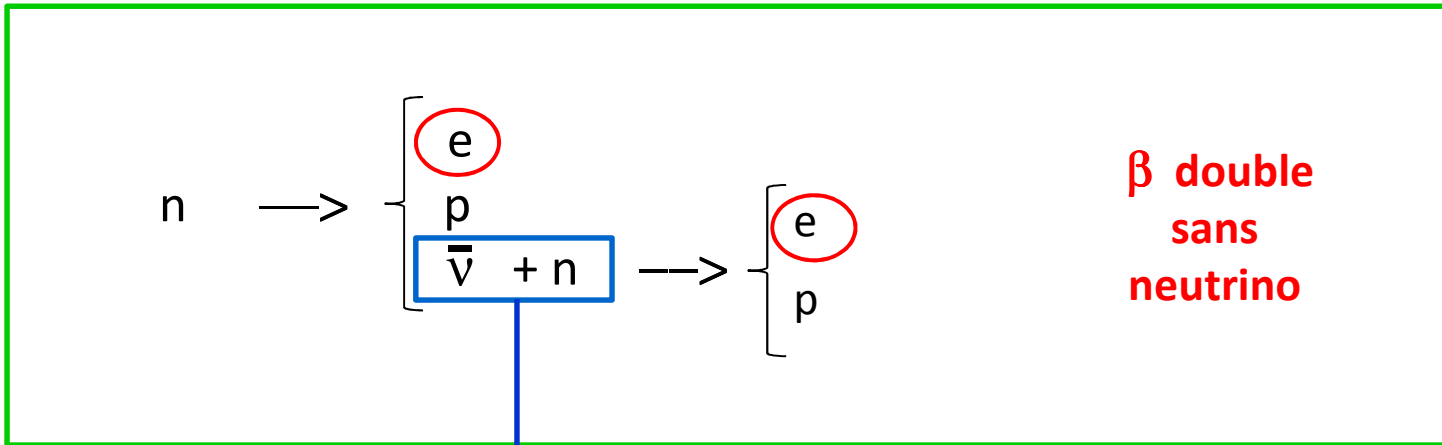 e
n —> p
ν̅ + n —> e
p
β double
sans
neutrino